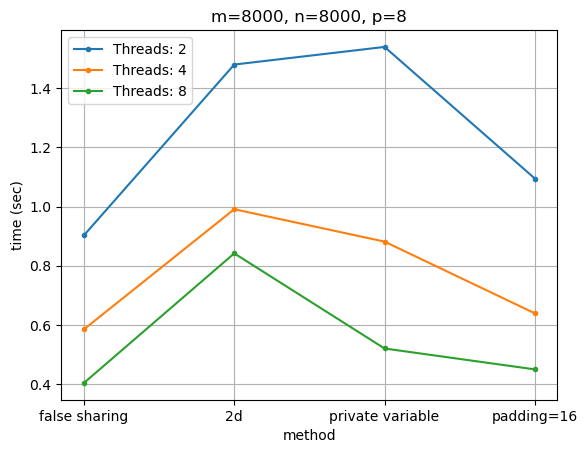 m=8000, n=8000, p=8
Threads: 2
Threads: 4
Threads: 8
time (sec)
1.4
1.2
1.0
0.8
0.6
0.4
false sharing 2d private variable padding=16
method